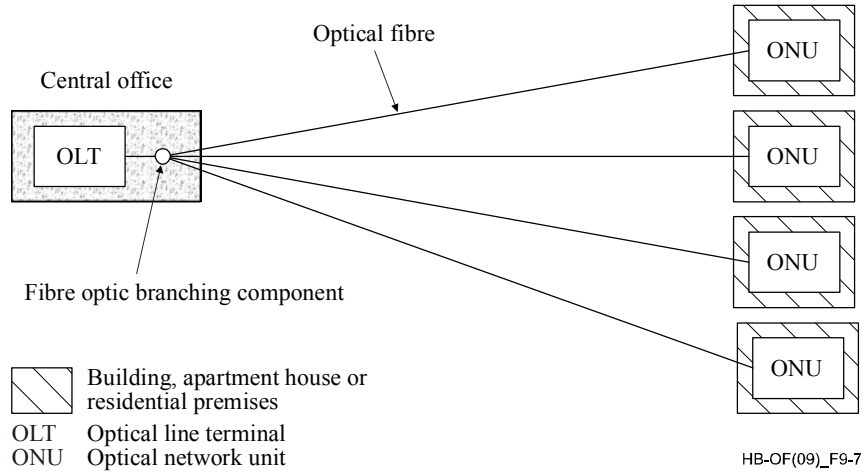 Optical fibre
Central office
OLT
ONU
ONU
ONU
ONU
Fibre optic branching component
Building, apartment house or
residential premises
OLT Optical line terminal
ONU Optical network unit
HB-OF(09)_F9-7